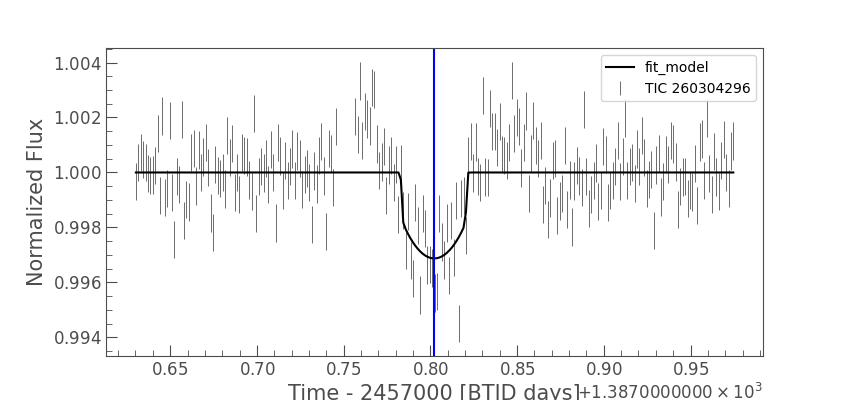 fit_model
TIC 260304296
Normalized Flux
1.004
1.002
1.000
0.998
0.996
0.994
0.65
0.70
0.75
0.80
0.85
0.90
0.95
Time - 2457000 [BTJD days]
+1.3870000000 × 10³